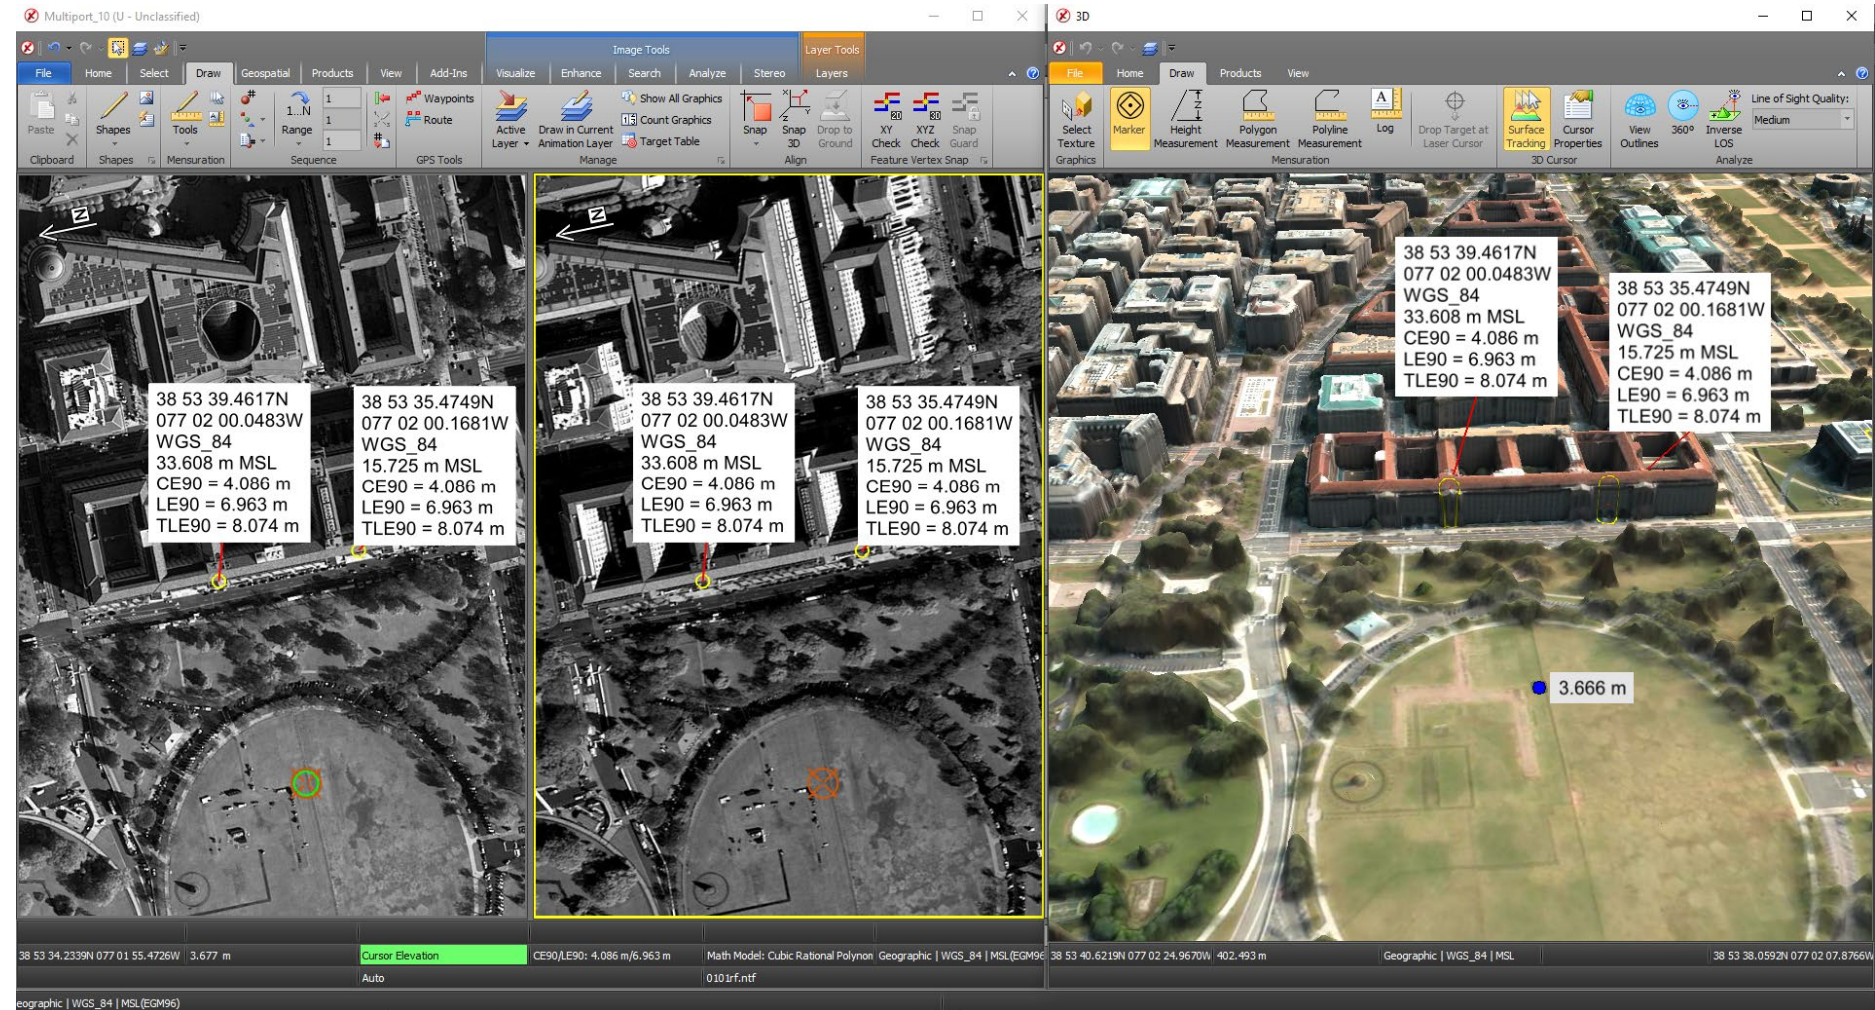 Multiport_10 (U - Unclassified)
Image Tools
Layer Tools
File Home Select Draw Geospatial Products View Add-Ins Visualize Enhance Search Analyze Stereo Layers
Paste
Shapes
Tools
1...N
Range
1
1
1
Waypoints
Route
Active Layer
Draw in Current Animation Layer
Show All Graphics
Count Graphics
Target Table
Snap
Snap 3D
Drop to Ground
XY Check
XYZ Check
Snap Guard
Clipboard Shapes Mensuration Sequence GPS Tools Manage Align Feature Vertex Snap
N
38 53 39.4617N
077 02 00.0483W
WGS_84
33.608 m MSL
CE90 = 4.086 m
LE90 = 6.963 m
TLE90 = 8.074 m
38 53 35.4749N
077 02 00.1681W
WGS_84
15.725 m MSL
CE90 = 4.086 m
LE90 = 6.963 m
TLE90 = 8.074 m
N
38 53 39.4617N
077 02 00.0483W
WGS_84
33.608 m MSL
CE90 = 4.086 m
LE90 = 6.963 m
TLE90 = 8.074 m
38 53 35.4749N
077 02 00.1681W
WGS_84
15.725 m MSL
CE90 = 4.086 m
LE90 = 6.963 m
TLE90 = 8.074 m
38 53 34.2339N 077 01 55.4726W 3.677 m Cursor Elevation CE90/LE90: 4.086 m/6.963 m Math Model: Cubic Rational Polynon Geographic | WGS_84 | MSL(EGM96
Auto 0101rf.ntf
eographic | WGS_84 | MSL(EGM96)
3D
File Home Draw Products View
Select Texture
Marker
Height Measurement
Polygon Measurement
Polyline Measurement
Log
Drop Target at Laser Cursor
Surface Tracking
Cursor Properties
View Outlines
360º
Inverse LOS
Line of Sight Quality:
Medium
Graphics Mensuration 3D Cursor Analyze
38 53 39.4617N
077 02 00.0483W
WGS_84
33.608 m MSL
CE90 = 4.086 m
LE90 = 6.963 m
TLE90 = 8.074 m
38 53 35.4749N
077 02 00.1681W
WGS_84
15.725 m MSL
CE90 = 4.086 m
LE90 = 6.963 m
TLE90 = 8.074 m
3.666 m
38 53 40.6219N 077 02 24.9670W 402.493 m Geographic | WGS_84 | MSL 38 53 38.0592N 077 02 07.8766W